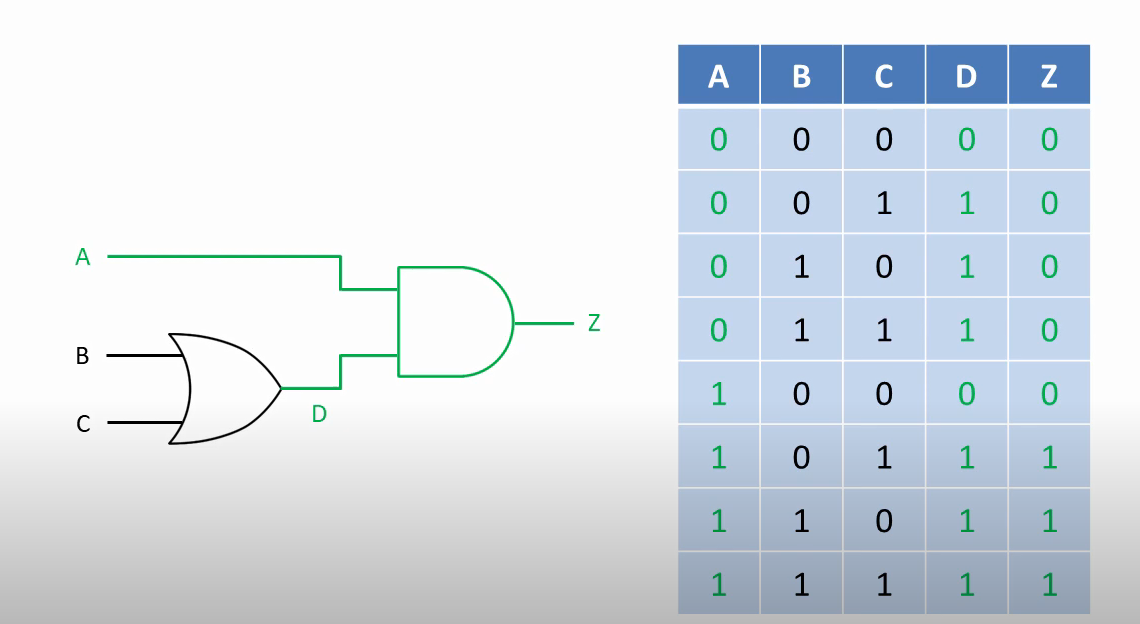 A
B
C
D
Z
A B C D Z
0 0 0 0 0
0 0 1 1 0
0 1 0 1 0
0 1 1 1 0
1 0 0 0 0
1 0 1 1 1
1 1 0 1 1
1 1 1 1 1